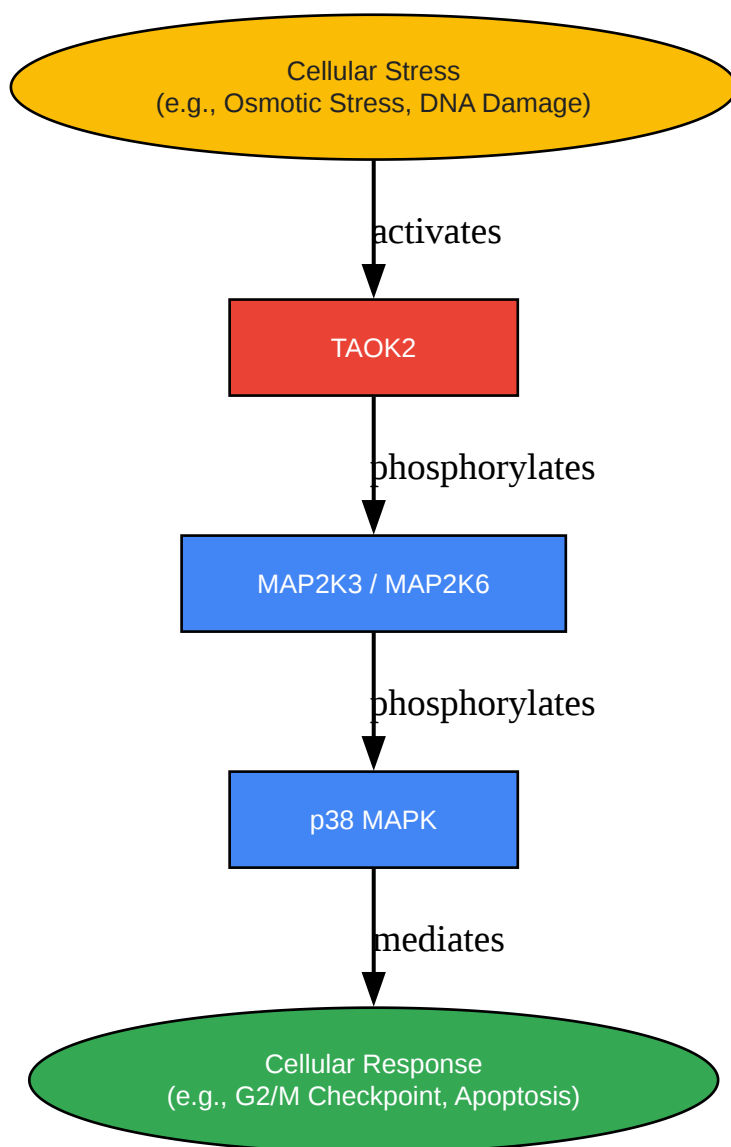 Cellular Stress
(e.g., Osmotic Stress, DNA Damage)
activates
TAOK2
phosphorylates
MAP2K3 / MAP2K6
phosphorylates
p38 MAPK
mediates
Cellular Response
(e.g., G2/M Checkpoint, Apoptosis)